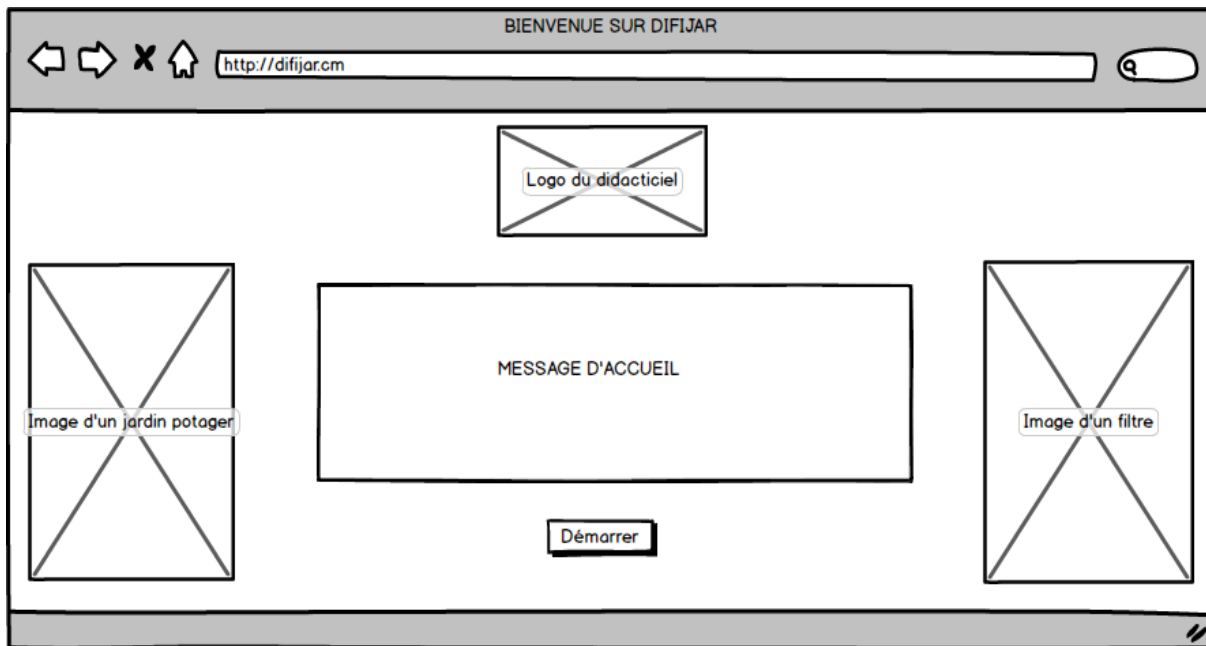 BIENVENUE SUR DIFIJAR
http://difijar.cm
Logo du didacticiel
MESSAGE D'ACCUEIL
Image d'un jardin potager
Image d'un filtre
Démarrer